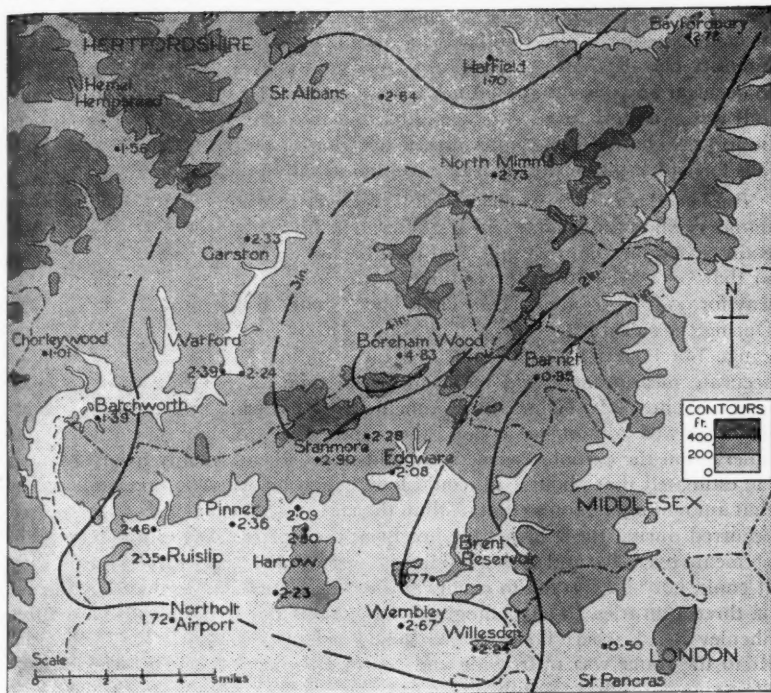 HERTFORDSHIRE
Bayfordbury
2·72
Hatfield
1·70
Hemel
Hempstead
St. Albans
2·64
1·56
North Mimms
2·73
Garston
2·33
3in.
2in.
N
4in.
Chorleywood
1·01
Watford
Boreham Wood
4·83
Barnet
0·95
2·39
2·24
Batchworth
1·39
CONTOURS
ft.
400
200
0
Stanmore
2·28
2·90
Edgware
2·08
MIDDLESEX
Pinner
2·36
2·09
2·46
Brent
Reservoir
2·35
Ruislip
Harrow
2·23
Northolt
Airport
1·72
Wembley
2·67
Willesden
0·50
LONDON
St. Pancras
Scale
0 1 2 3 4 5 miles